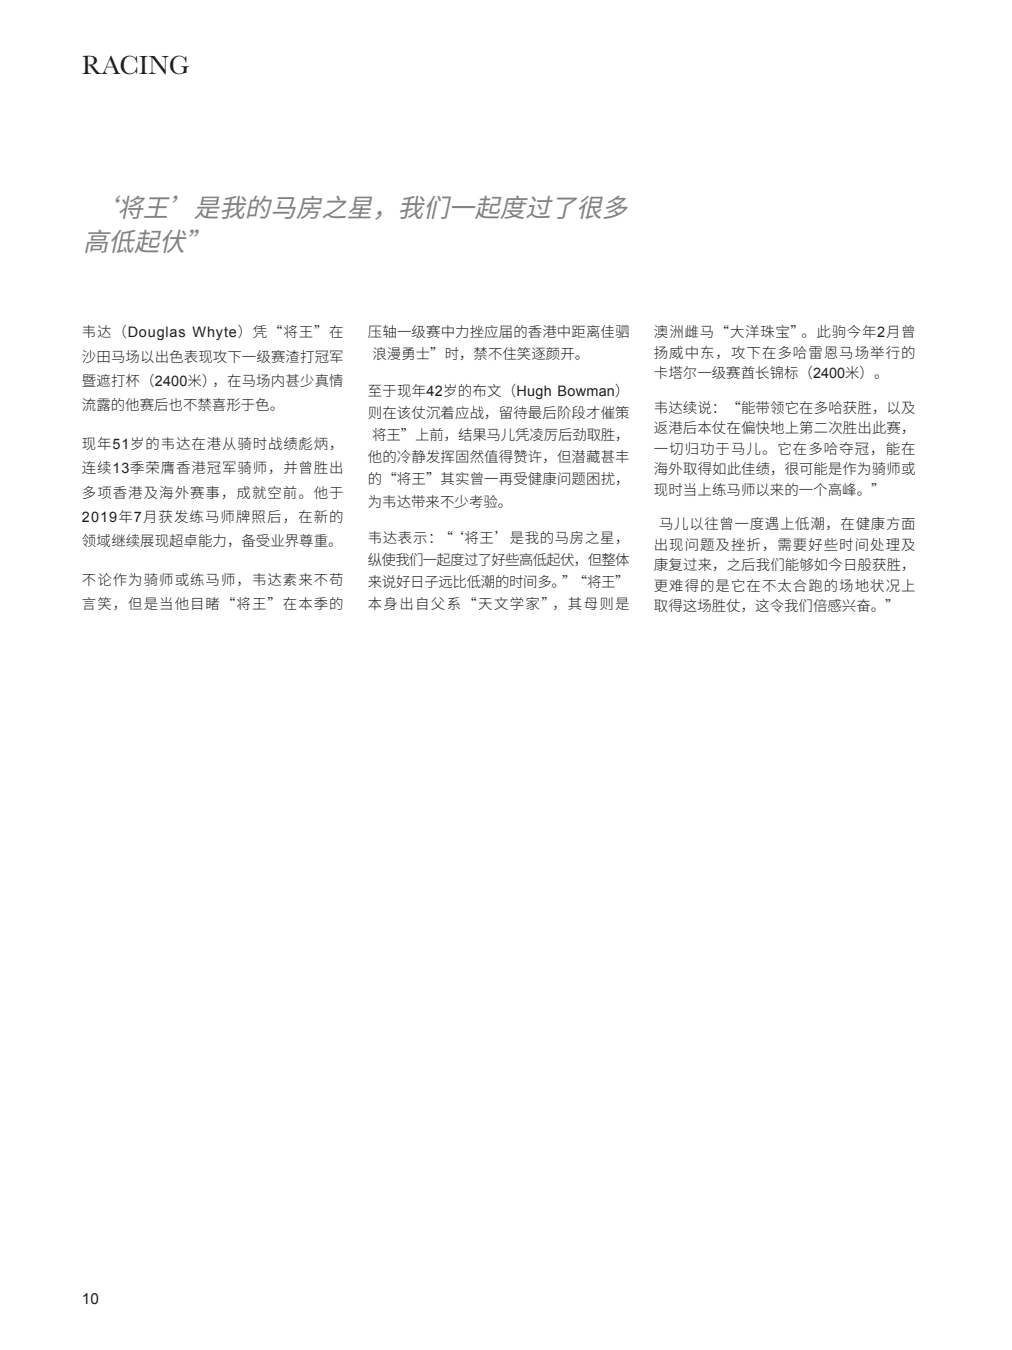 RACING
‘将王’是我的马房之星，我们一起度过了很多
高低起伏”
韦达（Douglas Whyte）凭“将王”在
沙田马场以出色表现攻下一级赛渣打冠军
暨遮打杯（2400米），在马场内甚少真情
流露的他赛后也不禁喜形于色。
现年51岁的韦达在港从骑时战绩彪炳，
连续13季荣膺香港冠军骑师，并曾胜出
多项香港及海外赛事，成就空前。他于
2019年7月获发练马师牌照后，在新的
领域继续展现超卓能力，备受业界尊重。
不论作为骑师或练马师，韦达素来不苟
言笑，但是当他目睹“将王”在本季的
压轴一级赛中力挫应届的香港中距离佳驷
浪漫勇士”时，禁不住笑逐颜开。
至于现年42岁的布文（Hugh Bowman）
则在该仗沉着应战，留待最后阶段才催策
将王”上前，结果马儿凭凌厉后劲取胜，
他的冷静发挥固然值得赞许，但潜藏甚丰
的“将王”其实曾一再受健康问题困扰，
为韦达带来不少考验。
韦达表示：“‘将王’是我的马房之星，
纵使我们一起度过了好些高低起伏，但整体
来说好日子远比低潮的时间多。”“将王”
本身出自父系“天文学家”，其母则是
澳洲雌马“大洋珠宝”。此驹今年2月曾
扬威中东，攻下在多哈雷恩马场举行的
卡塔尔一级赛酋长锦标（2400米）。
韦达续说：“能带领它在多哈获胜，以及
返港后本仗在偏快地上第二次胜出此赛，
一切归功于马儿。它在多哈夺冠，能在
海外取得如此佳绩，很可能是作为骑师或
现时当上练马师以来的一个高峰。”
马儿以往曾一度遇上低潮，在健康方面
出现问题及挫折，需要好些时间处理及
康复过来，之后我们能够如今日般获胜，
更难得的是它在不太合跑的场地状况上
取得这场胜仗，这令我们倍感兴奋。”
10